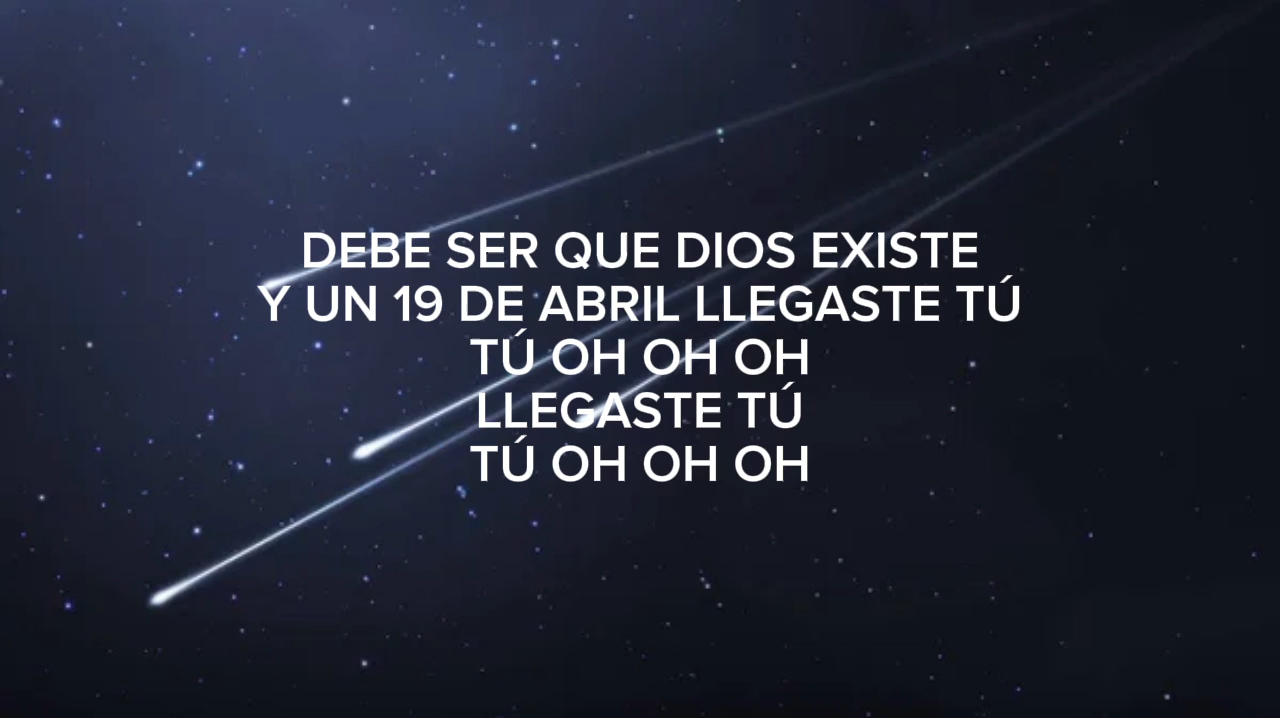 DEBE SER QUE DIOS EXISTE
Y UN 19 DE ABRIL LLEGASTE TÚ
TÚ OH OH OH
LLEGASTE TÚ
TÚ OH OH OH